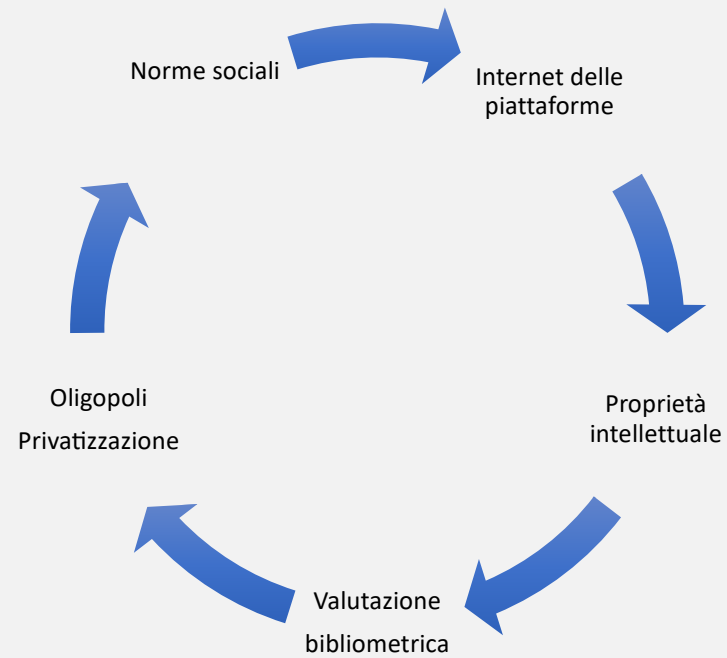 Norme sociali
Internet delle
piattaforme
Proprietà
intellettuale
Valutazione
bibliometrica
Oligopoli
Privatizzazione